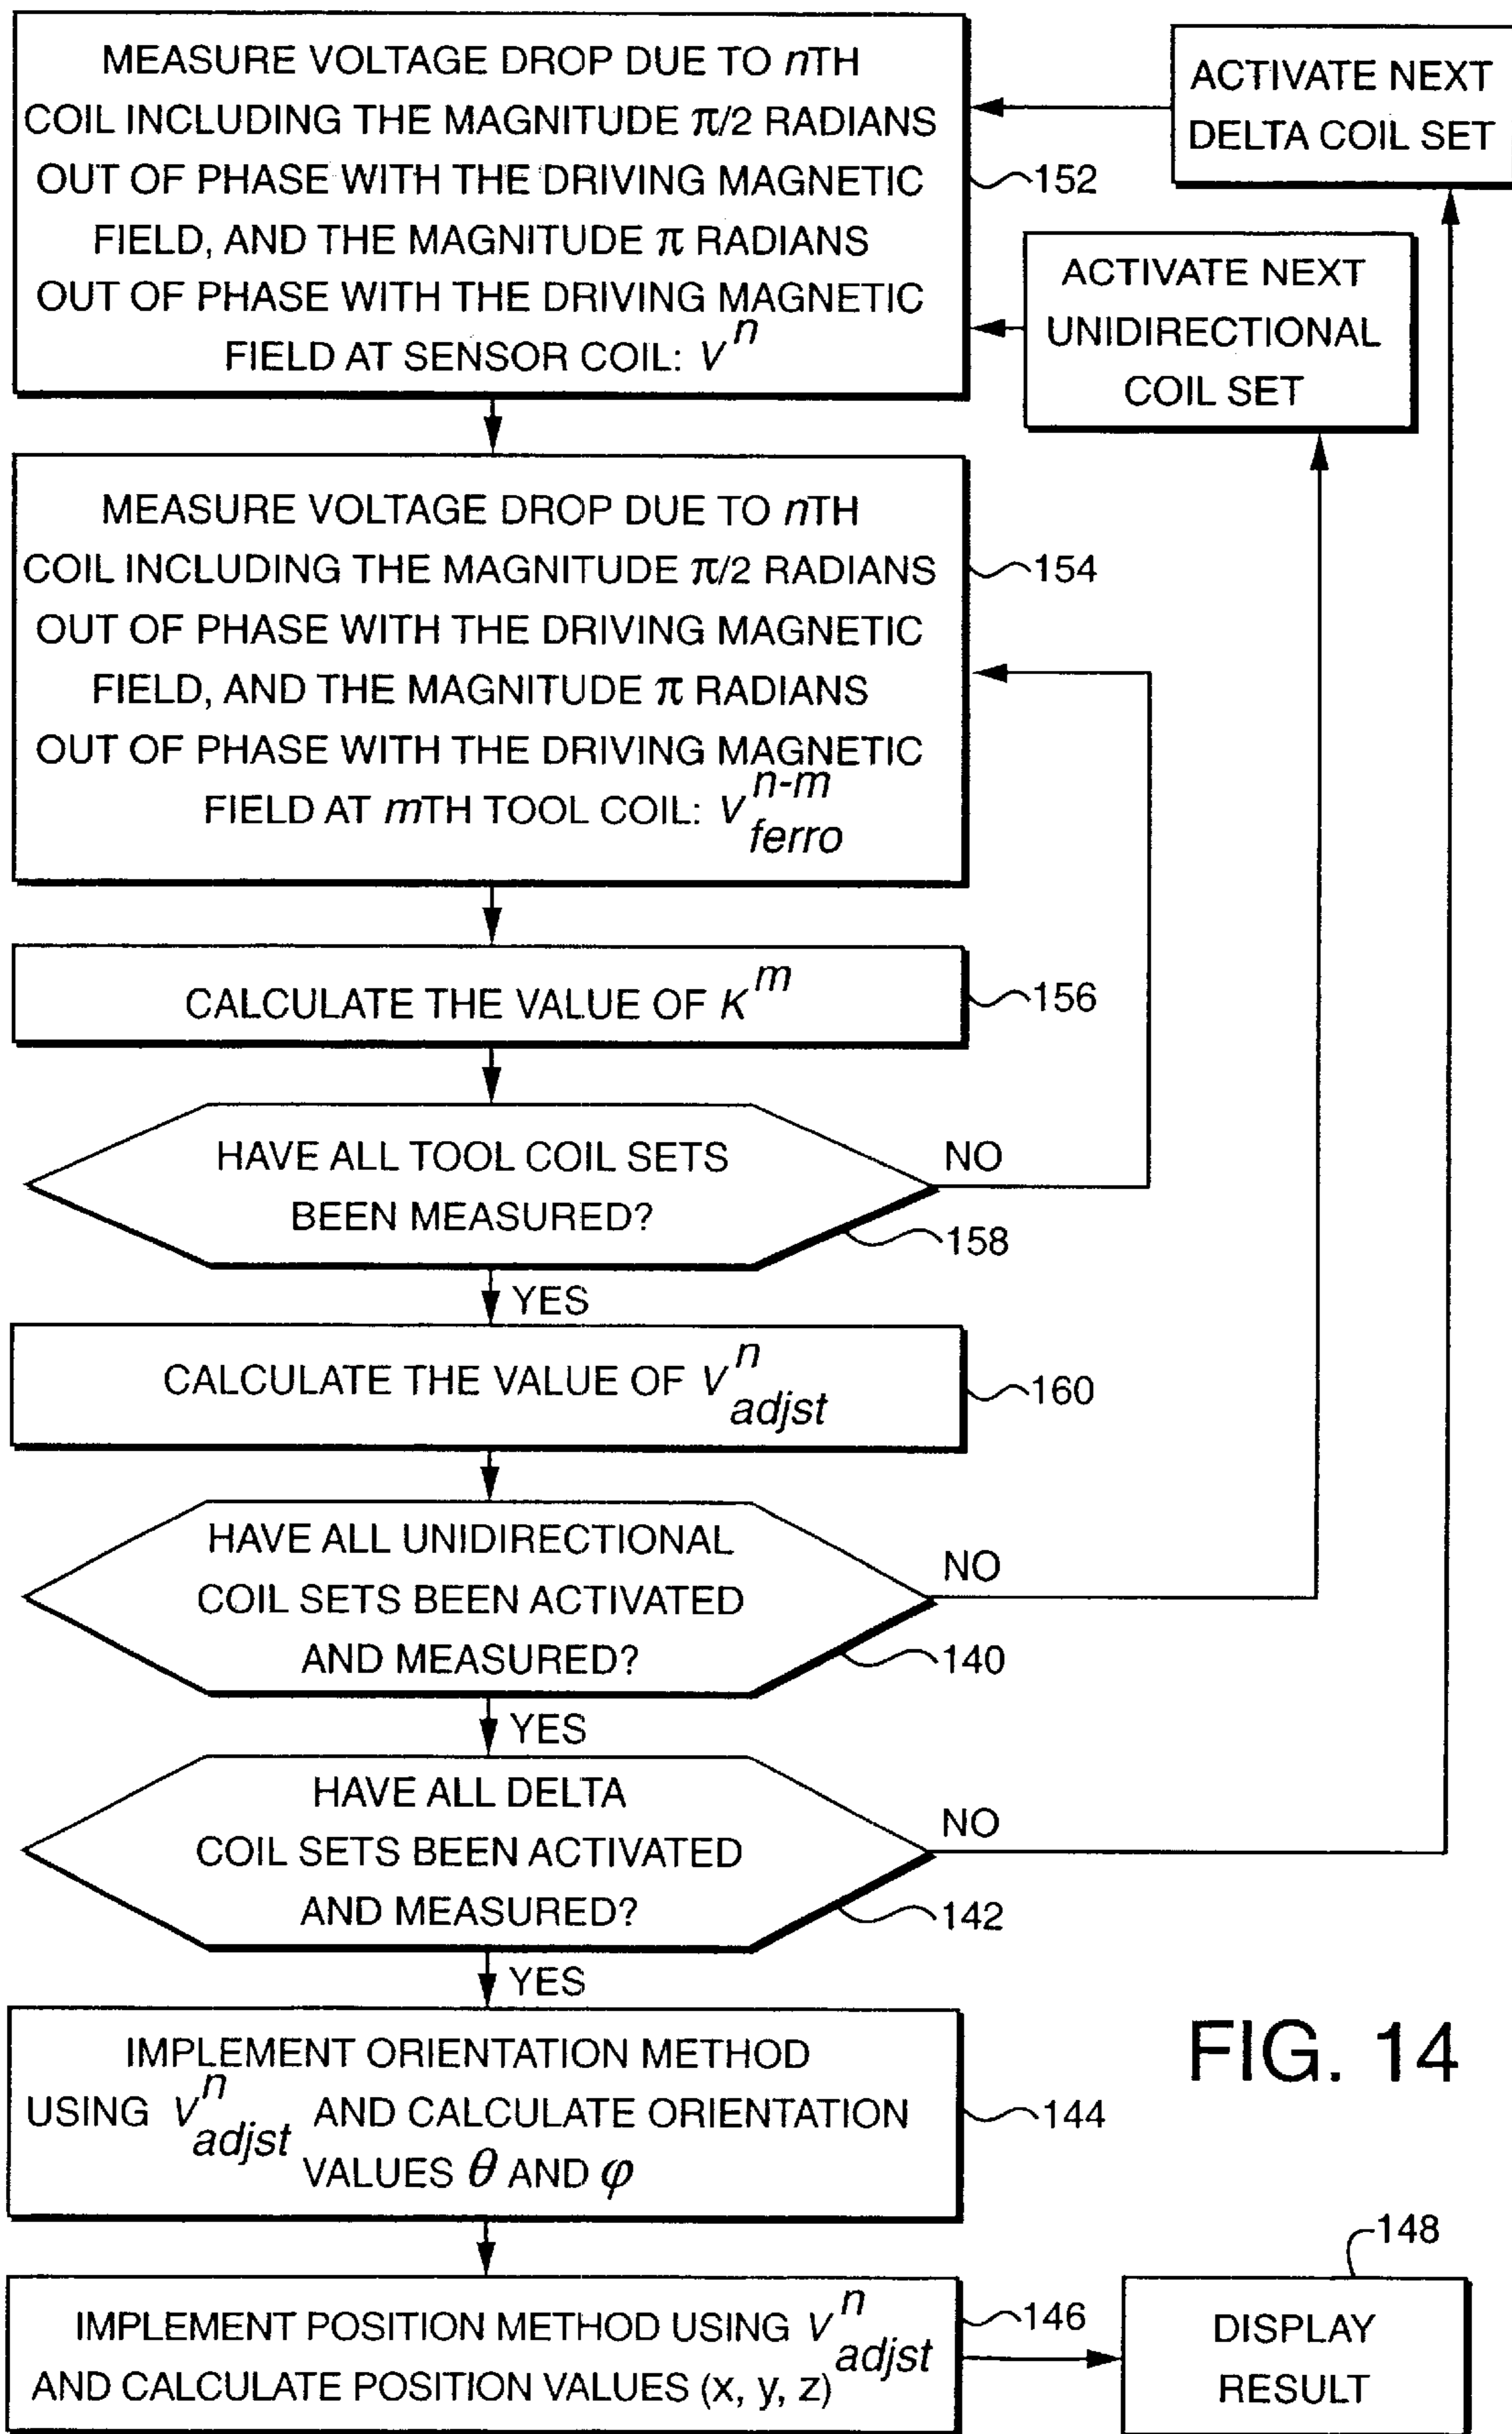 MEASURE VOLTAGE DROP DUE TO nTH
COIL INCLUDING THE MAGNITUDE π/2 RADIANS
OUT OF PHASE WITH THE DRIVING MAGNETIC
FIELD, AND THE MAGNITUDE π RADIANS
OUT OF PHASE WITH THE DRIVING MAGNETIC
FIELD AT SENSOR COIL: V^n
152
ACTIVATE NEXT
DELTA COIL SET
ACTIVATE NEXT
UNIDIRECTIONAL
COIL SET
MEASURE VOLTAGE DROP DUE TO nTH
COIL INCLUDING THE MAGNITUDE π/2 RADIANS
OUT OF PHASE WITH THE DRIVING MAGNETIC
FIELD, AND THE MAGNITUDE π RADIANS
OUT OF PHASE WITH THE DRIVING MAGNETIC
FIELD AT mTH TOOL COIL: V^{n-m}_{ferro}
154
CALCULATE THE VALUE OF K^m
156
HAVE ALL TOOL COIL SETS
BEEN MEASURED?
NO
158
YES
CALCULATE THE VALUE OF V^n_{adjst}
160
HAVE ALL UNIDIRECTIONAL
COIL SETS BEEN ACTIVATED
AND MEASURED?
NO
140
YES
HAVE ALL DELTA
COIL SETS BEEN ACTIVATED
AND MEASURED?
NO
142
YES
IMPLEMENT ORIENTATION METHOD
USING V^n_{adjst} AND CALCULATE ORIENTATION
VALUES θ AND φ
144
FIG. 14
IMPLEMENT POSITION METHOD USING V^n_{adjst}
AND CALCULATE POSITION VALUES (x, y, z)
146
148
DISPLAY
RESULT